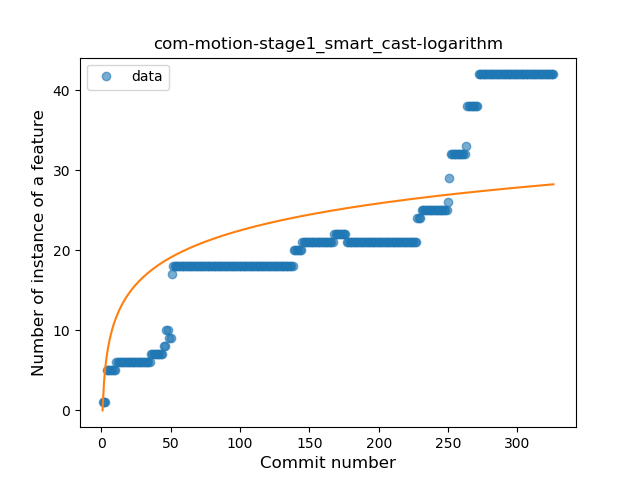 com-motion-stage1_smart_cast-logarithm
data
Number of instance of a feature
40
30
20
10
0
0 50 100 150 200 250 300
Commit number